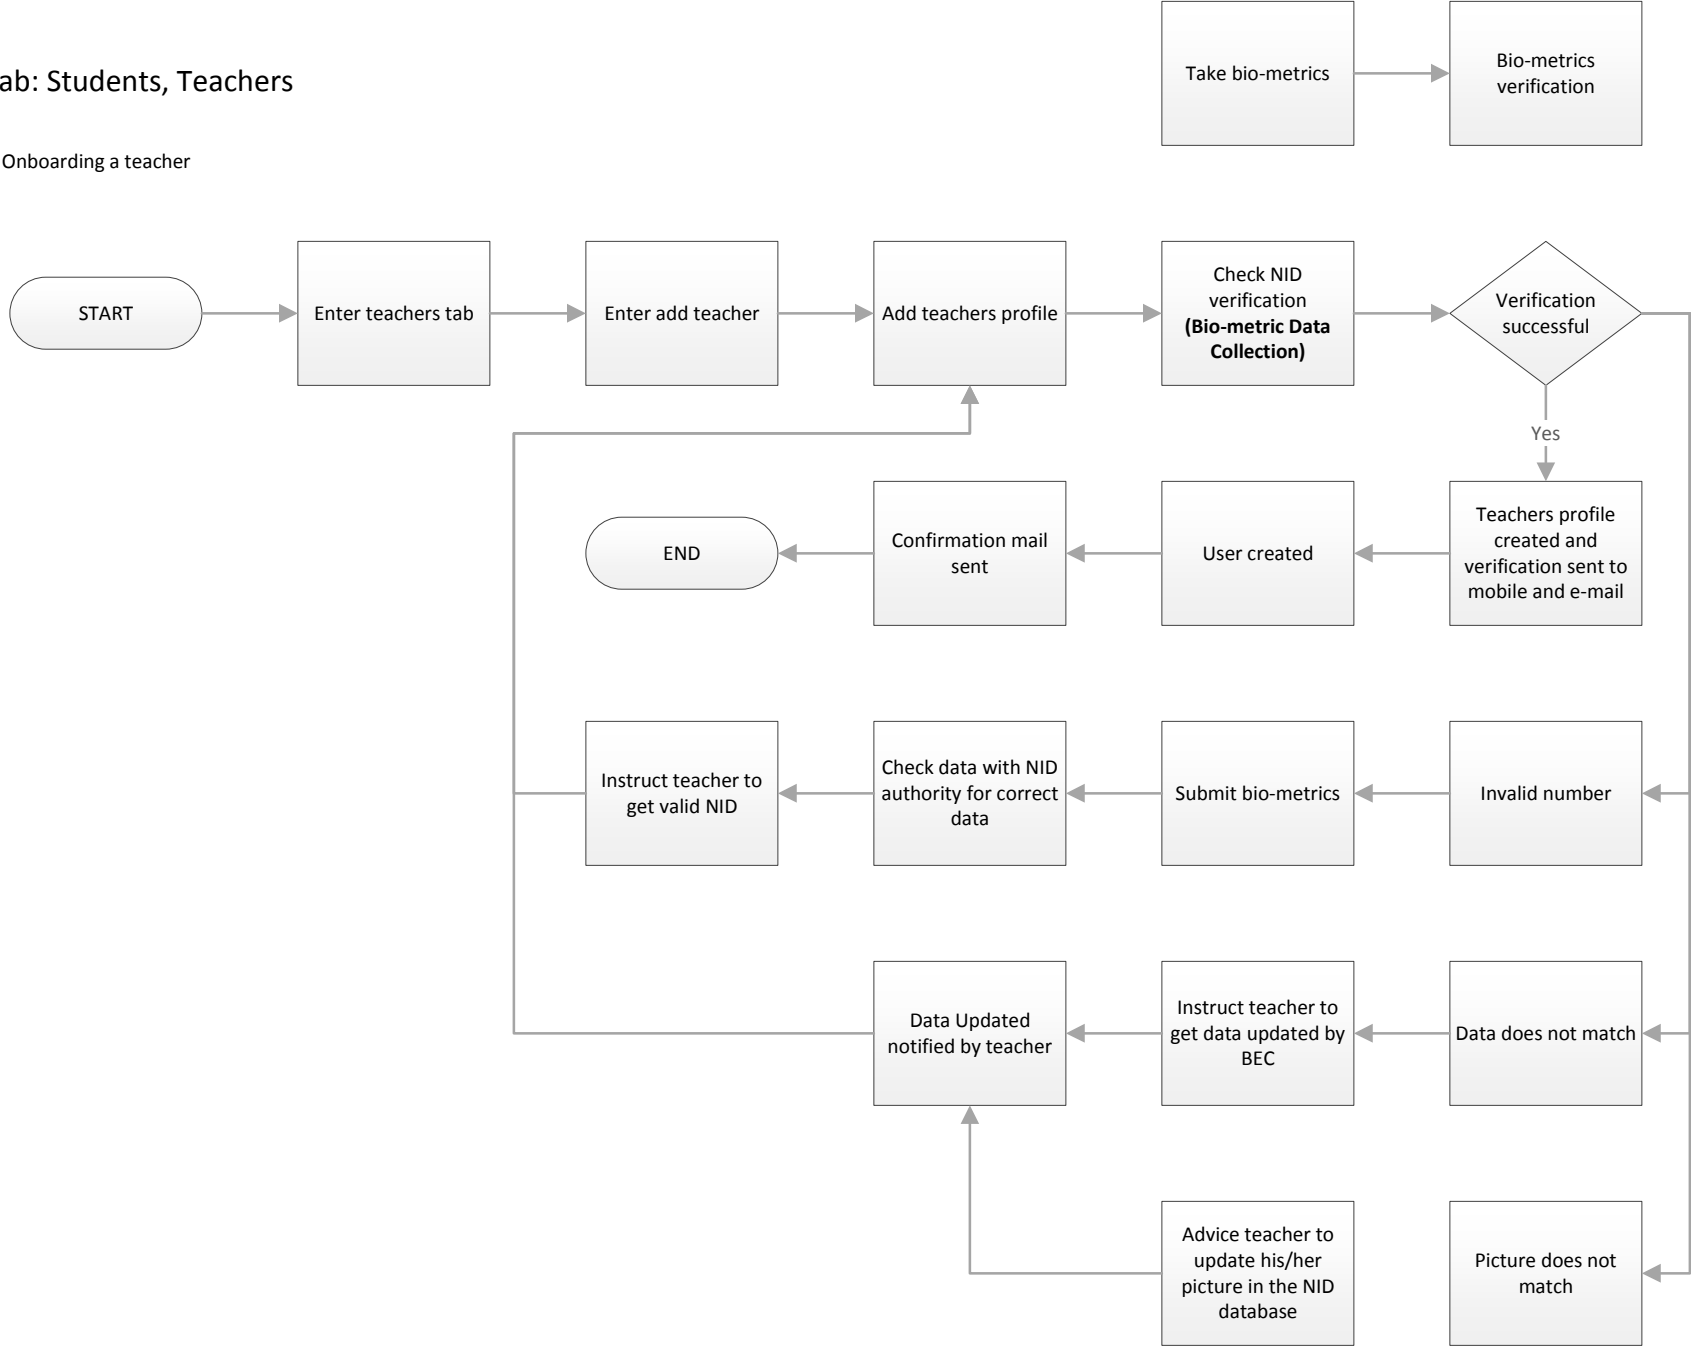 Take bio-metrics
Bio-metrics
verification
ab: Students, Teachers
Onboarding a teacher
START
Enter teachers tab
Enter add teacher
Add teachers profile
Check NID
verification
(Bio-metric Data
Collection)
Verification
successful
Yes
END
Confirmation mail
sent
User created
Teachers profile
created and
verification sent to
mobile and e-mail
Instruct teacher to
get valid NID
Check data with NID
authority for correct
data
Submit bio-metrics
Invalid number
Data Updated
notified by teacher
Instruct teacher to
get data updated by
BEC
Data does not match
Advice teacher to
update his/her
picture in the NID
database
Picture does not
match